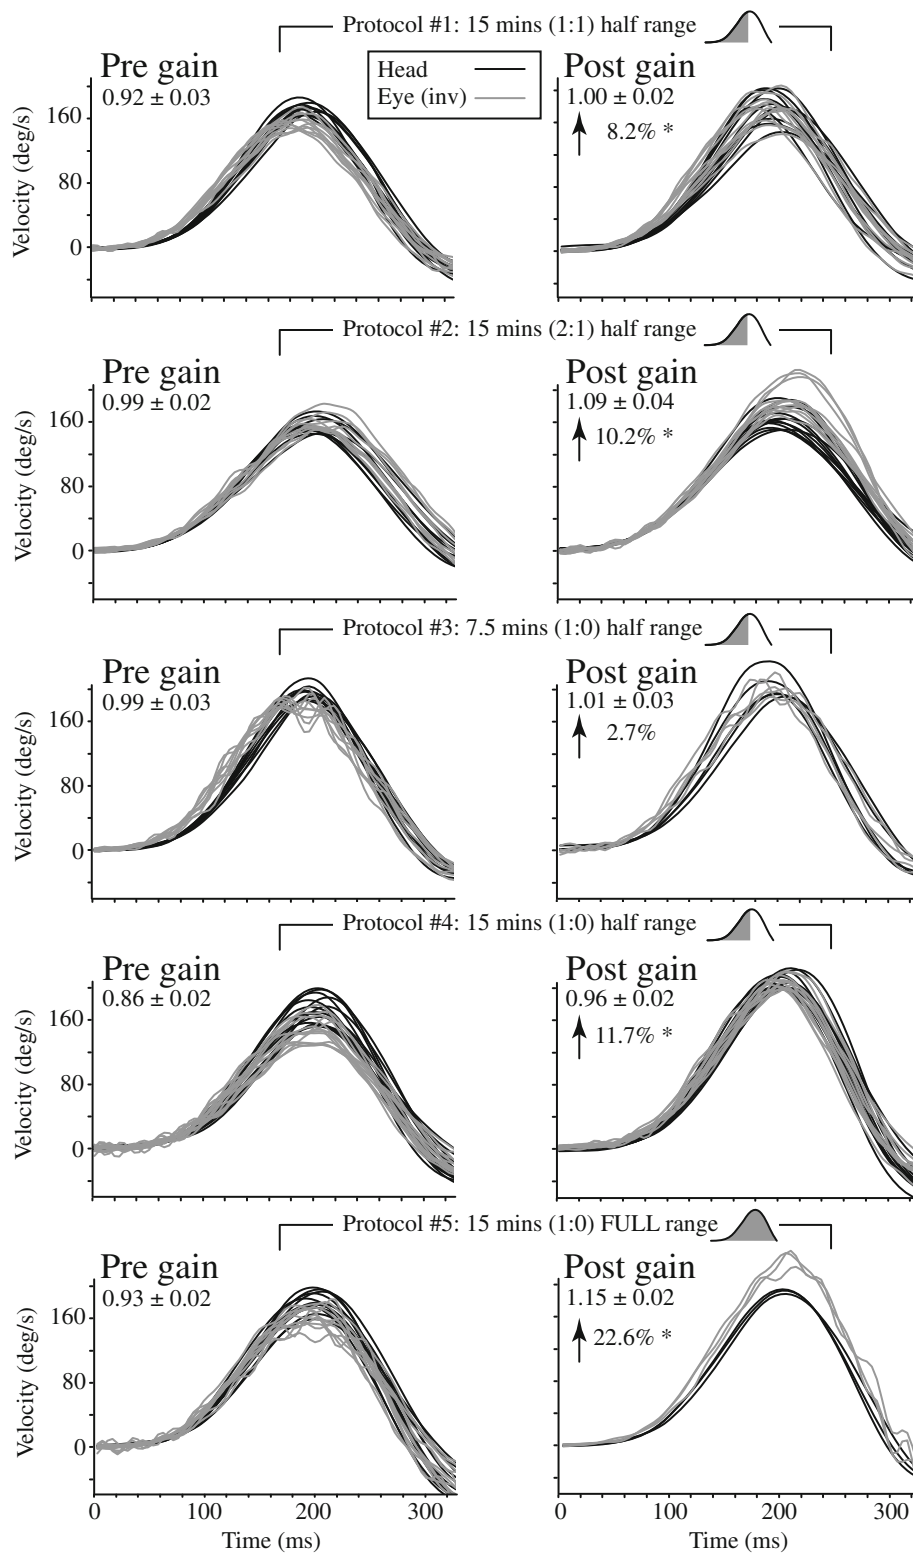 Protocol #1: 15 mins (1:1) half range
Pre gain
0.92 ± 0.03
Head
Eye (inv)
Post gain
1.00 ± 0.02
8.2% *
Velocity (deg/s)
160
80
0
Protocol #2: 15 mins (2:1) half range
Pre gain
0.99 ± 0.02
Post gain
1.09 ± 0.04
10.2% *
Velocity (deg/s)
160
80
0
Protocol #3: 7.5 mins (1:0) half range
Pre gain
0.99 ± 0.03
Post gain
1.01 ± 0.03
2.7%
Velocity (deg/s)
160
80
0
Protocol #4: 15 mins (1:0) half range
Pre gain
0.86 ± 0.02
Post gain
0.96 ± 0.02
11.7% *
Velocity (deg/s)
160
80
0
Protocol #5: 15 mins (1:0) FULL range
Pre gain
0.93 ± 0.02
Post gain
1.15 ± 0.02
22.6% *
Velocity (deg/s)
160
80
0
0 100 200 300
Time (ms)
0 100 200 300
Time (ms)